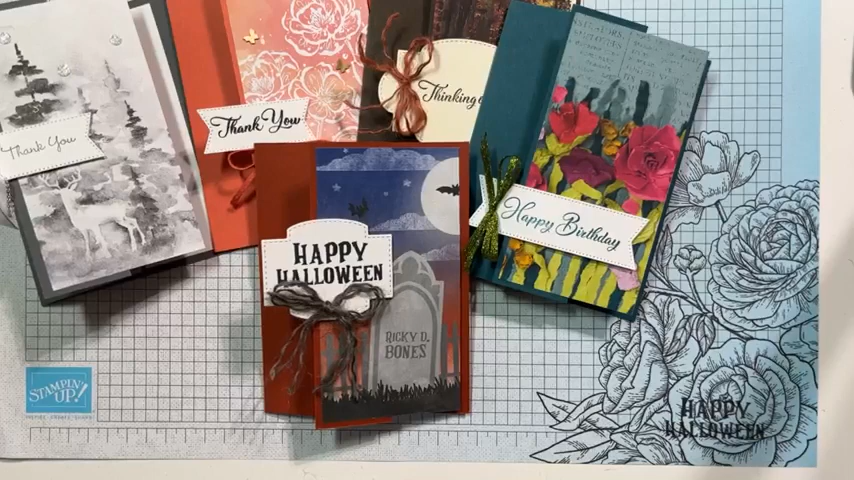 Thank You
Thank You
Thinking
Happy Birthday
HAPPY
HALLOWEEN
RICKY D.
BONES
STAMPIN'
UP!
HAPPY
HALLOWEEN